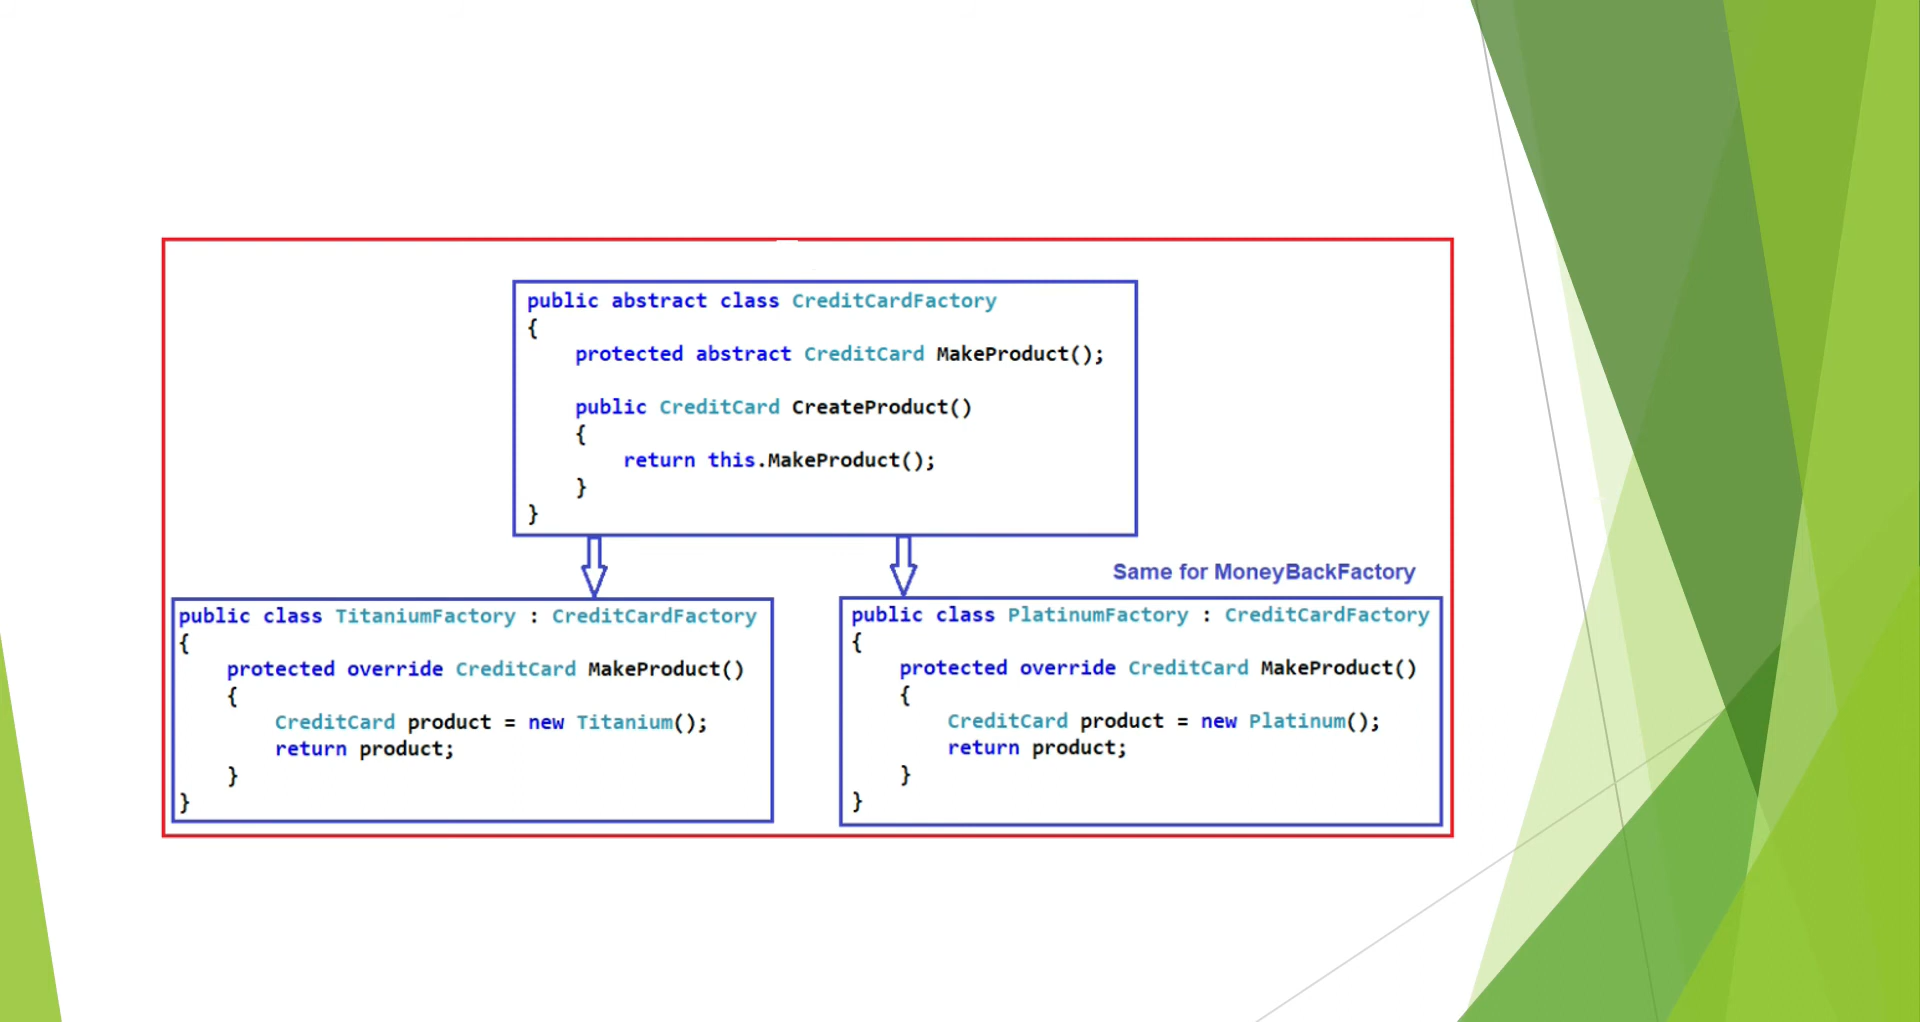 public abstract class CreditCardFactory
{
protected abstract CreditCard MakeProduct();
public CreditCard CreateProduct()
{
return this.MakeProduct();
}
}
Same for MoneyBackFactory
public class TitaniumFactory : CreditCardFactory
{
protected override CreditCard MakeProduct()
{
CreditCard product = new Titanium();
return product;
}
}
public class PlatinumFactory : CreditCardFactory
{
protected override CreditCard MakeProduct()
{
CreditCard product = new Platinum();
return product;
}
}